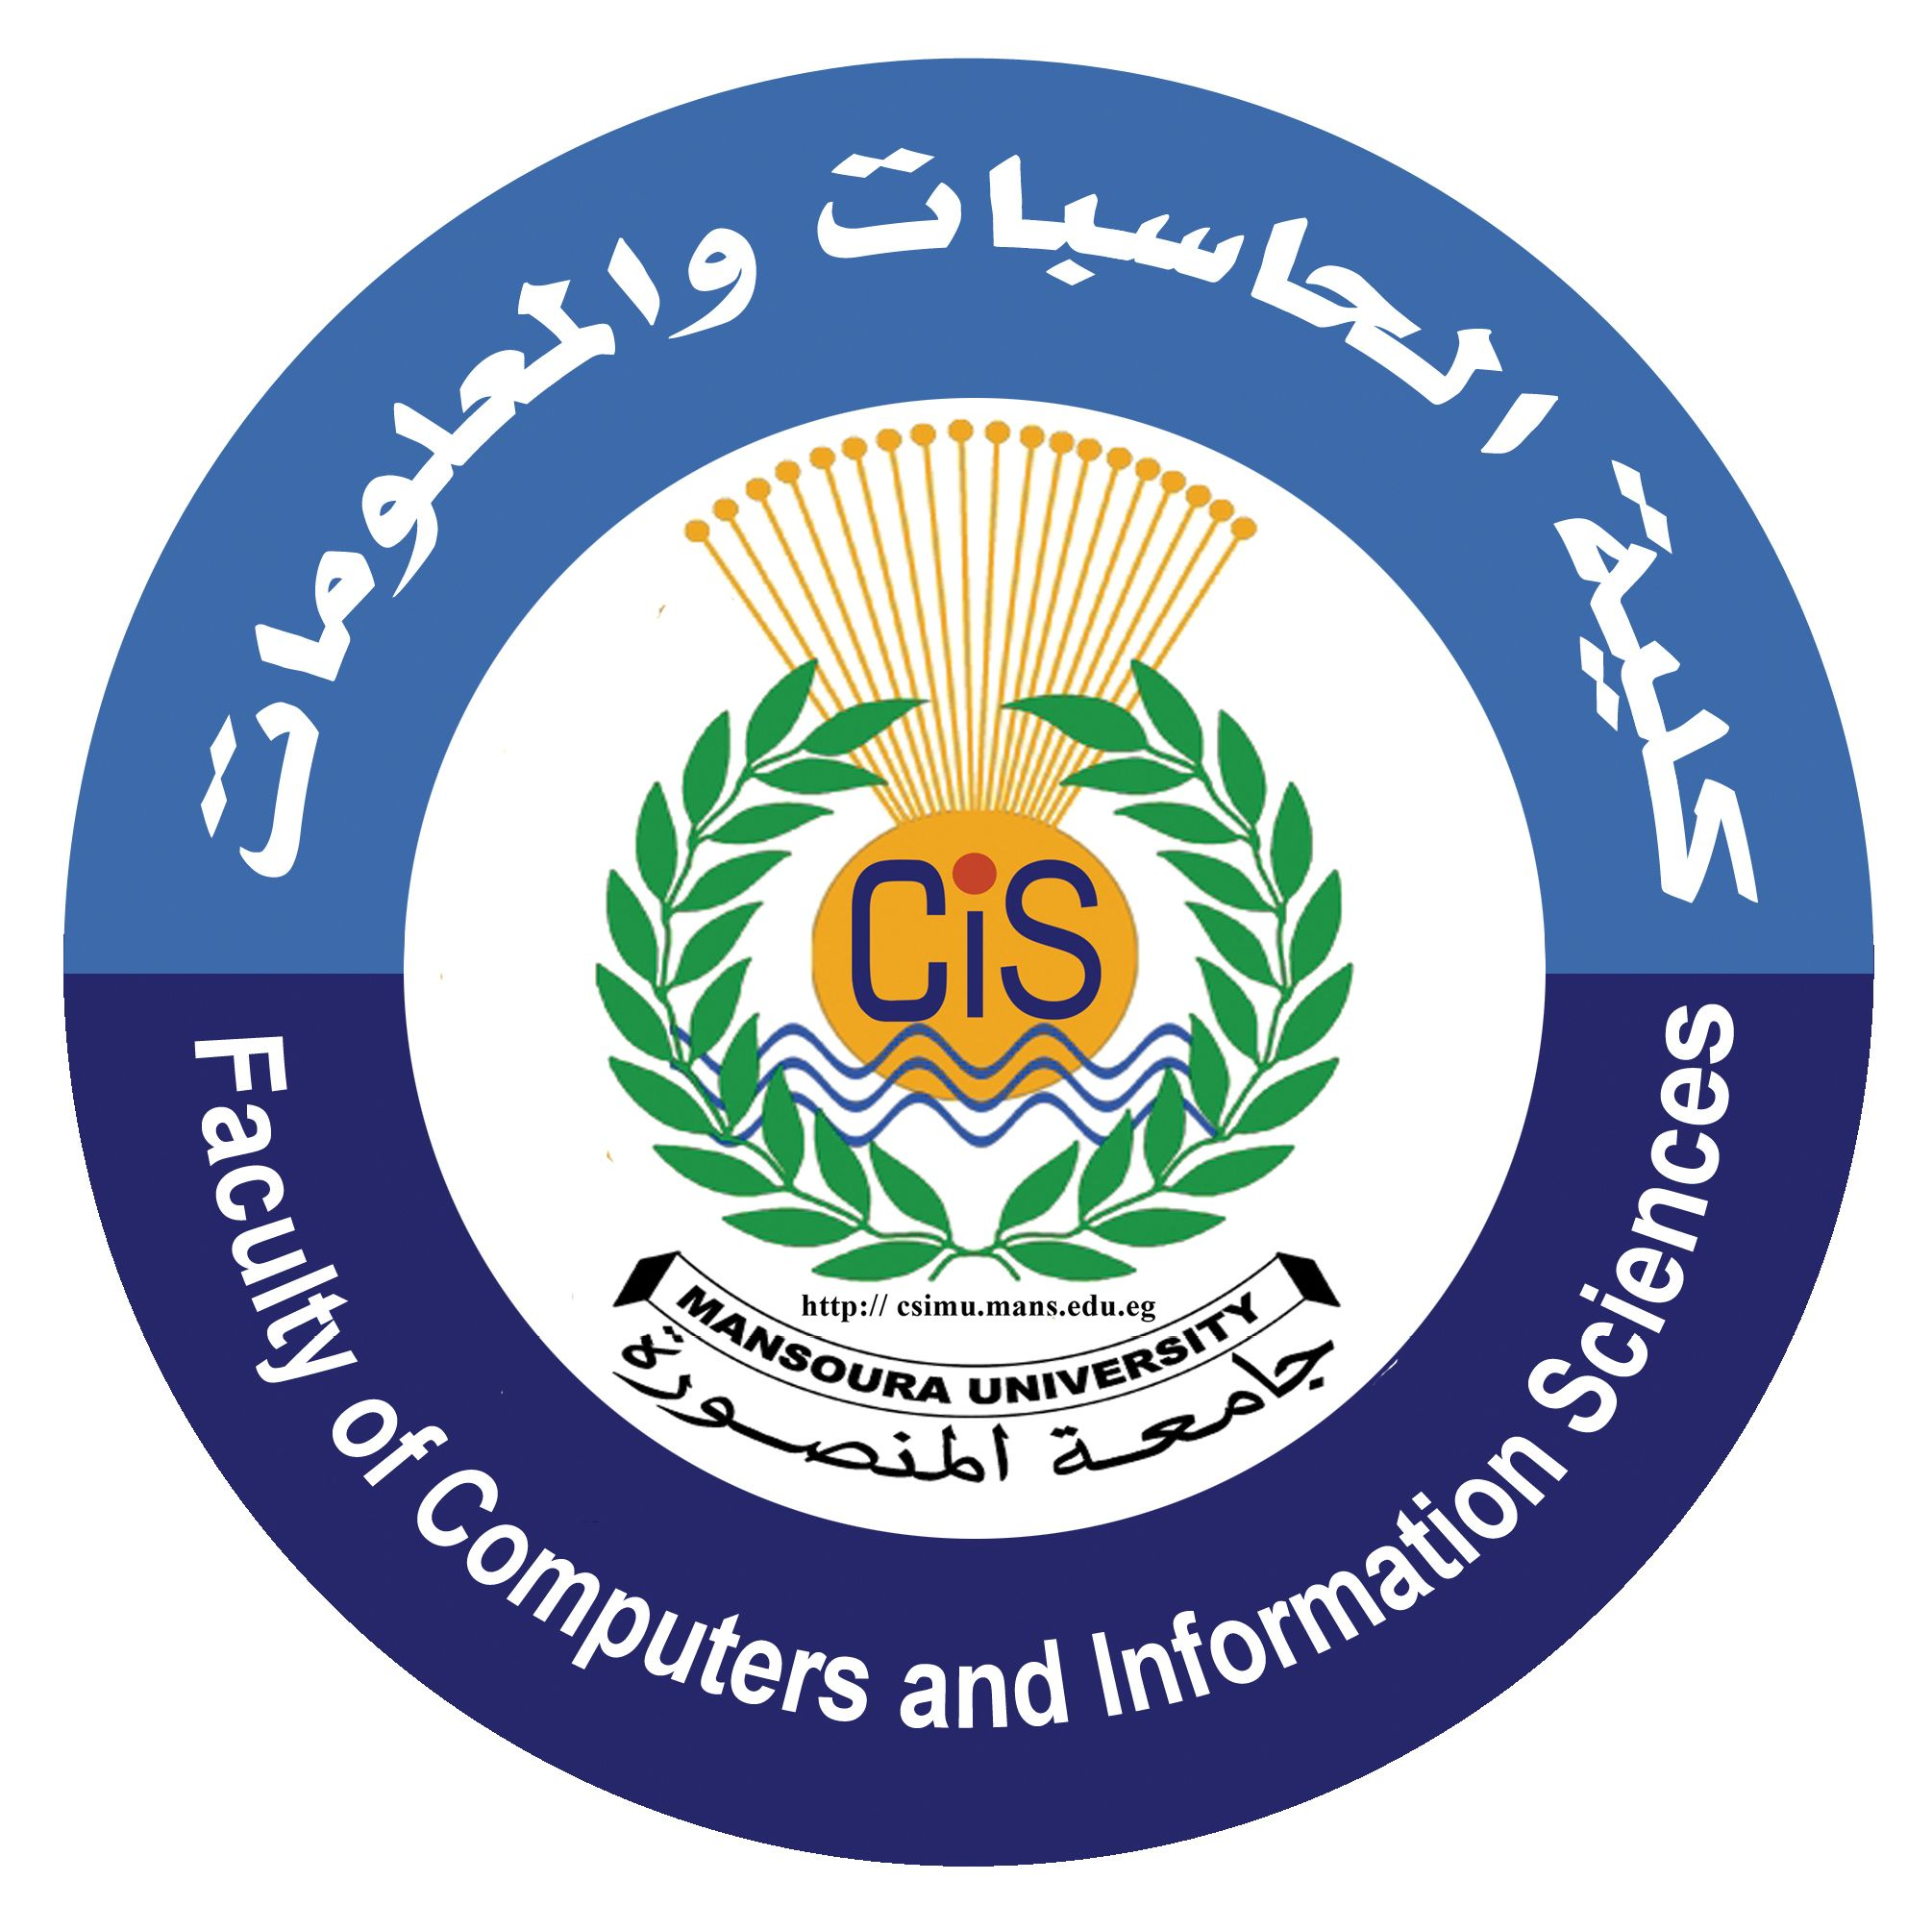 كلية الحاسبات والمعلومات
CiS
http:// csimu.mans.edu.eg
MANSOURA UNIVERSITY
جامعة المنصورة
Faculty of Computers and Information Sciences